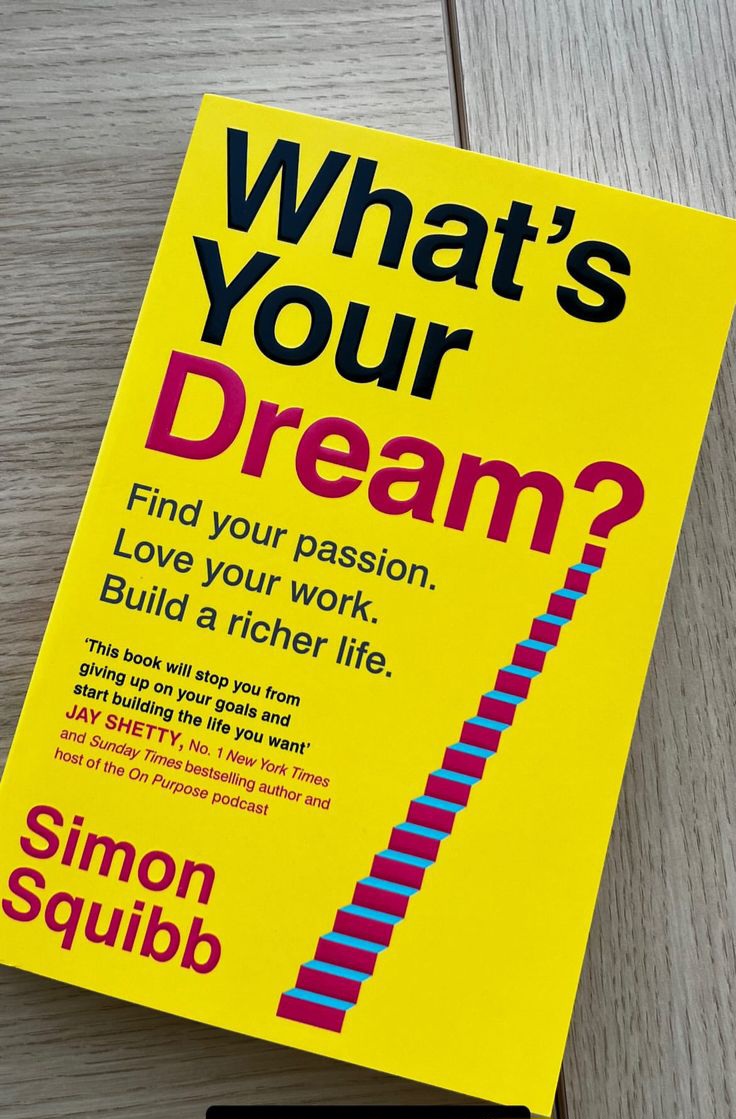 What’s
Your
Dream?
Find your passion.
Love your work.
Build a richer life.
‘This book will stop you from
giving up on your goals and
start building the life you want’
JAY SHETTY, No. 1 New York Times
and Sunday Times bestselling author and
host of the On Purpose podcast
Simon
Squibb